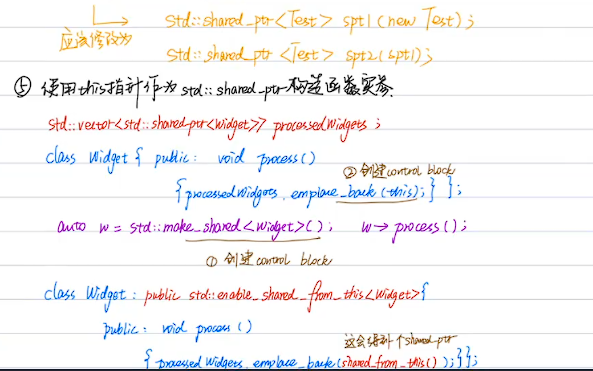 std::shared_ptr<Test> spt1(new Test);
应该修改为
std::shared_ptr<Test> spt2(spt1);
⑤ 使用this指针作为std::shared_ptr构造函数实参
std::vector<std::shared_ptr<Widget>> processedWidgets;
class Widget{ public: void process()
② 创建control block
{processedWidgets.emplace_back(this);} };
auto w = std::make_shared<Widget>(); w->process();
① 创建control block
class Widget: public std::enable_shared_from_this<Widget>{
public: void process()
这会得到个shared_ptr
{processedWidgets.emplace_back(shared_from_this());}};